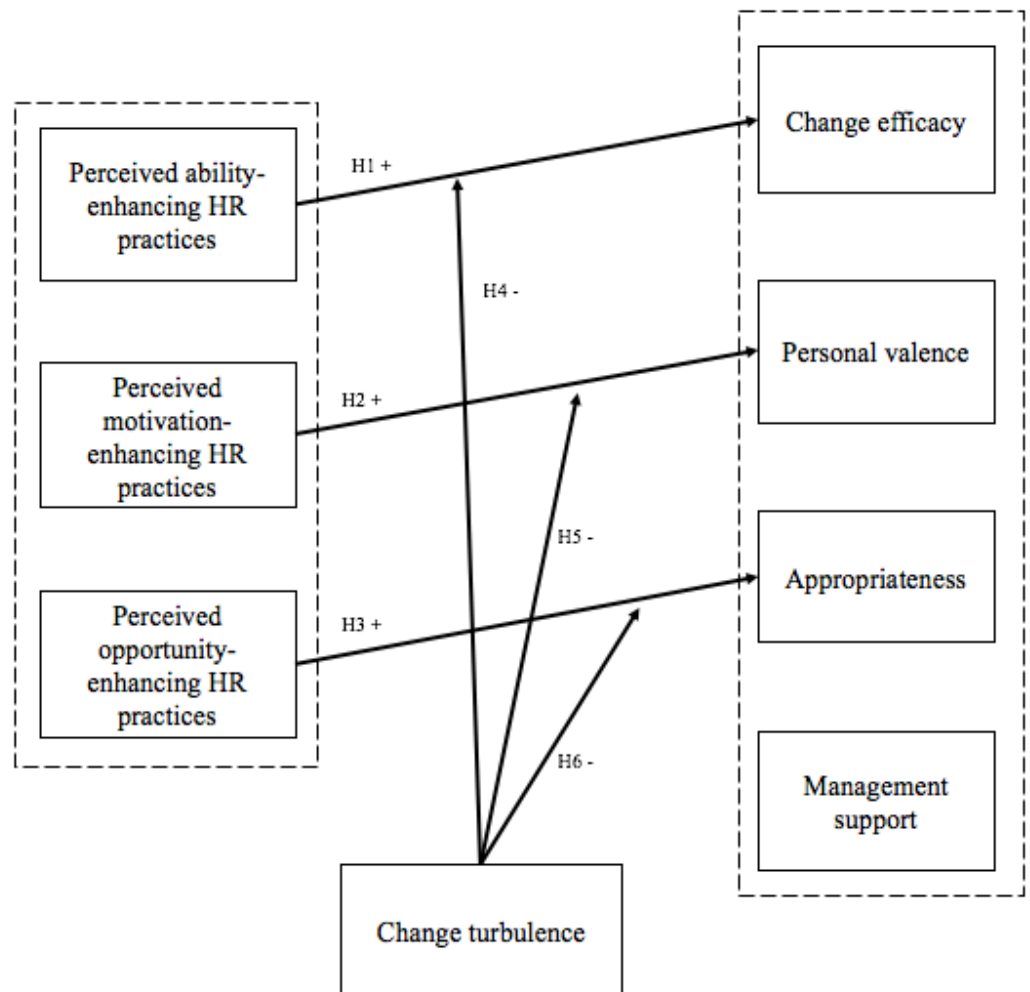 Change efficacy
Perceived ability-
enhancing HR
practices
H1 +
H4 -
Personal valence
Perceived
motivation-
enhancing HR
practices
H2 +
H5 -
Appropriateness
Perceived
opportunity-
enhancing HR
practices
H3 +
H6 -
Management
support
Change turbulence